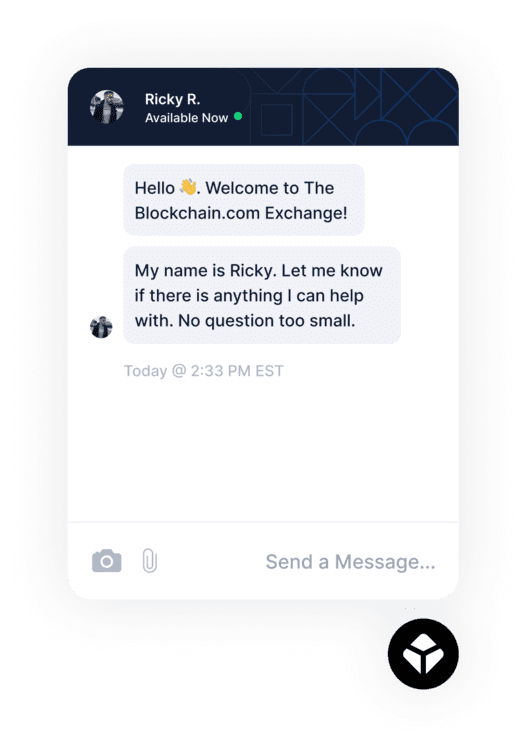 Ricky R.
Available Now
Hello 👋. Welcome to The
Blockchain.com Exchange!
My name is Ricky. Let me know
if there is anything I can help
with. No question too small.
Today @ 2:33 PM EST
Send a Message...